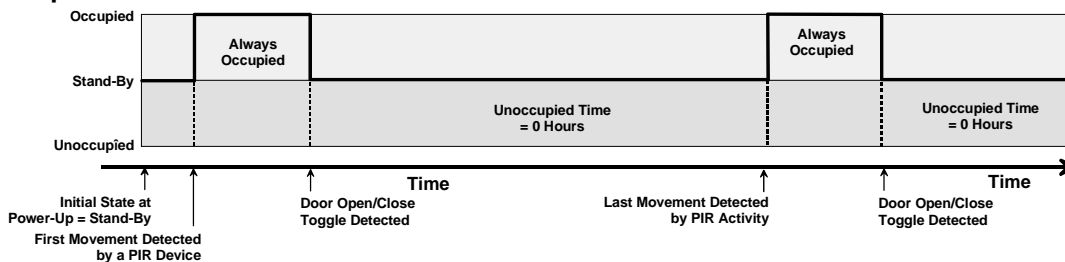 Occupied
Always
Occupied
Always
Occupied
Stand-By
Unoccupied Time
= 0 Hours
Unoccupied Time
= 0 Hours
Unoccupied
Time
Time
Initial State at
Power-Up = Stand-By
First Movement Detected
by a PIR Device
Door Open/Close
Toggle Detected
Last Movement Detected
by PIR Activity
Door Open/Close
Toggle Detected